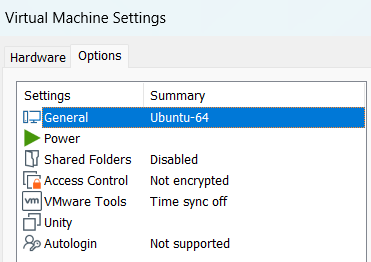 Virtual Machine Settings
Hardware Options
Settings Summary
General Ubuntu-64
Power
Shared Folders Disabled
Access Control Not encrypted
vm VMware Tools Time sync off
Unity
Autologin Not supported